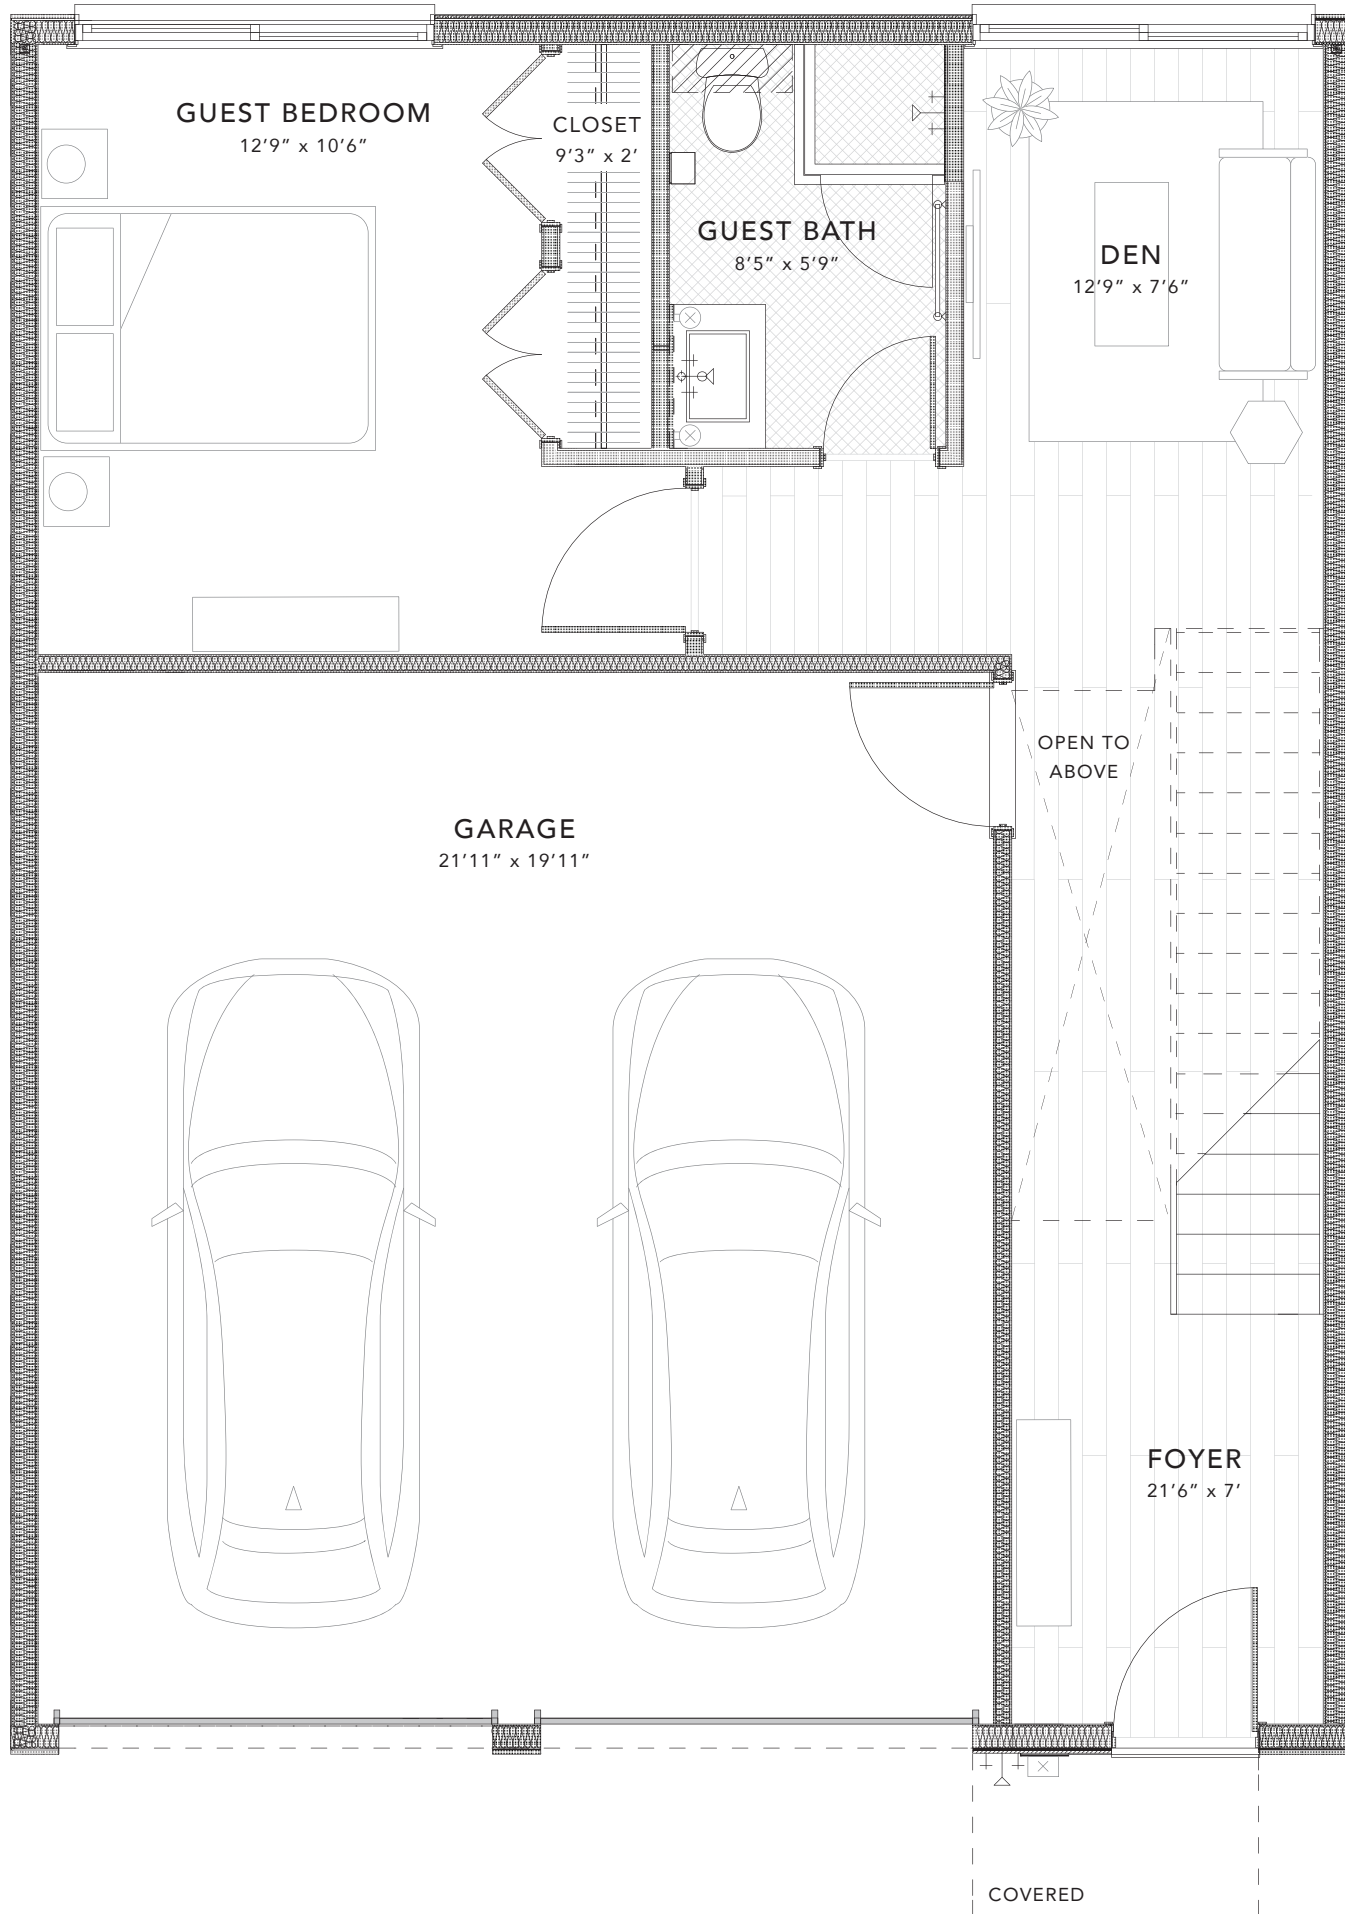 GUEST BEDROOM
12'9" x 10'6"
CLOSET
9'3" x 2'
GUEST BATH
8'5" x 5'9"
DEN
12'9" x 7'6"
OPEN TO
ABOVE
GARAGE
21'11" x 19'11"
FOYER
21'6" x 7'
COVERED